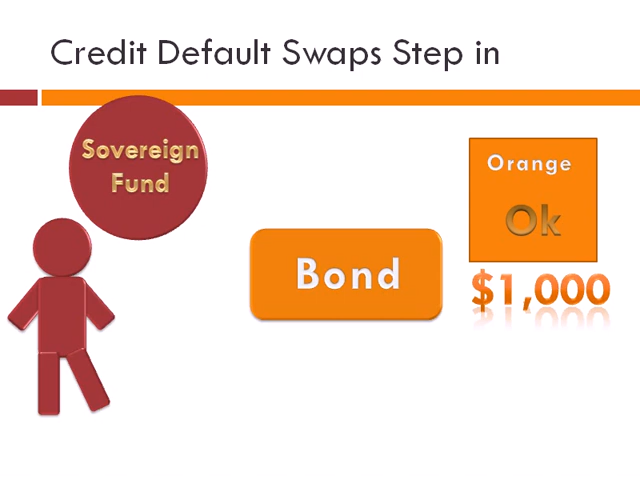 Credit Default Swaps Step in
Sovereign
Fund
Orange
Ok
Bond
$1,000